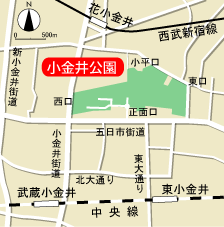 N
0
500m
花小金井
西武新宿線
小金井公園
小平口
東口
新小金井街道
西口
正面口
五日市街道
小金井街道
東大通り
北大通り
武蔵小金井
東小金井
中央線